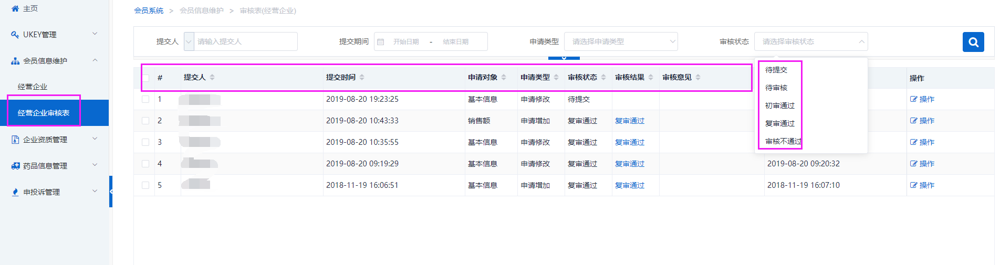 主页
UKEY管理
会员信息维护
经营企业
经营企业审核表
企业资质管理
药品信息管理
申投诉管理
会员系统 > 会员信息维护 > 审核表(经营企业)
提交人 请输入提交人 提交期间 开始日期 - 结束日期 申请类型 请选择申请类型 审核状态 请选择审核状态
待提交
待审核
初审通过
复审通过
审核不通过
# 提交人 提交时间 申请对象 申请类型 审核状态 审核结果 审核意见 操作
1 2019-08-20 19:23:25 基本信息 申请修改 待提交 操作
2 2019-08-20 10:43:33 销售额 申请增加 复审通过 复审通过 操作
3 2019-08-20 10:35:55 基本信息 申请修改 复审通过 复审通过 操作
4 2019-08-20 09:19:29 基本信息 申请修改 复审通过 复审通过 2019-08-20 09:20:32 操作
5 2018-11-19 16:06:51 基本信息 申请增加 复审通过 复审通过 2018-11-19 16:07:10 操作